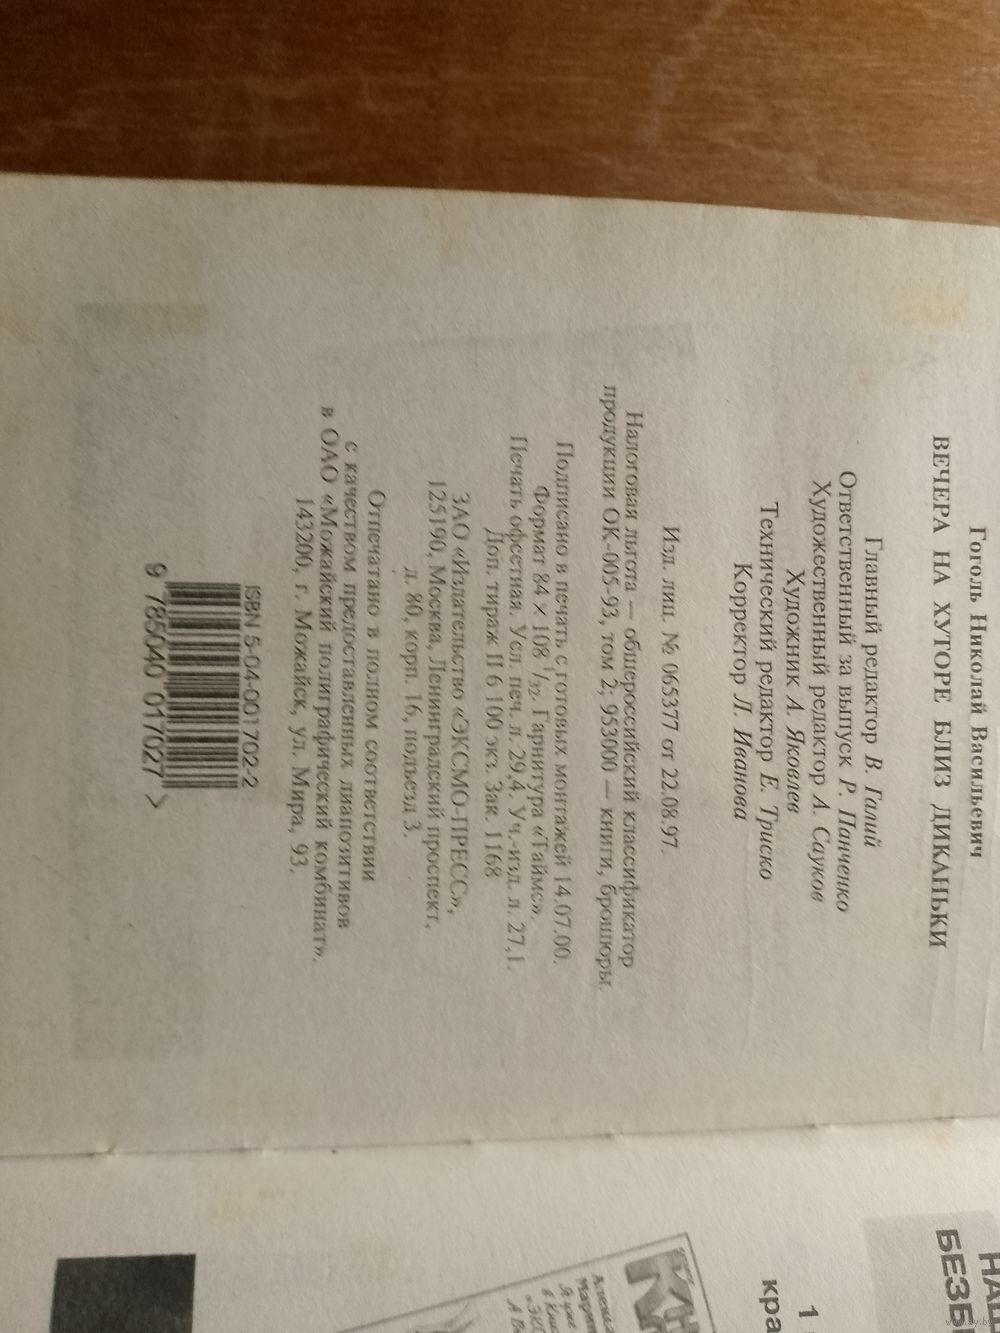 Гоголь Николай Васильевич
ВЕЧЕРА НА ХУТОРЕ БЛИЗ ДИКАНЬКИ
Главный редактор В. Галий
Ответственный за выпуск Р. Панченко
Художественный редактор А. Сауков
Художник А. Яковлев
Технический редактор Е. Триско
Корректор Л. Иванова
Изд. лиц. № 065377 от 22.08.97.
Налоговая льгота — общероссийский классификатор
продукции ОК-005-93, том 2; 953000 — книги, брошюры.
Подписано в печать с готовых монтажей 14.07.00.
Формат 84 × 108 1/32. Гарнитура «Таймс».
Печать офсетная. Усл. печ. л. 29,4. Уч.-изд. л. 27,1.
Доп. тираж II 6 100 экз. Зак. 1168
ЗАО «Издательство «ЭКСМО-ПРЕСС»,
125190, Москва, Ленинградский проспект,
д. 80, корп. 16, подъезд 3.
Отпечатано в полном соответствии
с качеством предоставленных диапозитивов
в ОАО «Можайский полиграфический комбинат».
143200, г. Можайск, ул. Мира, 93.
ISBN 5-04-001702-2
9 785040 017027 >
1
кра